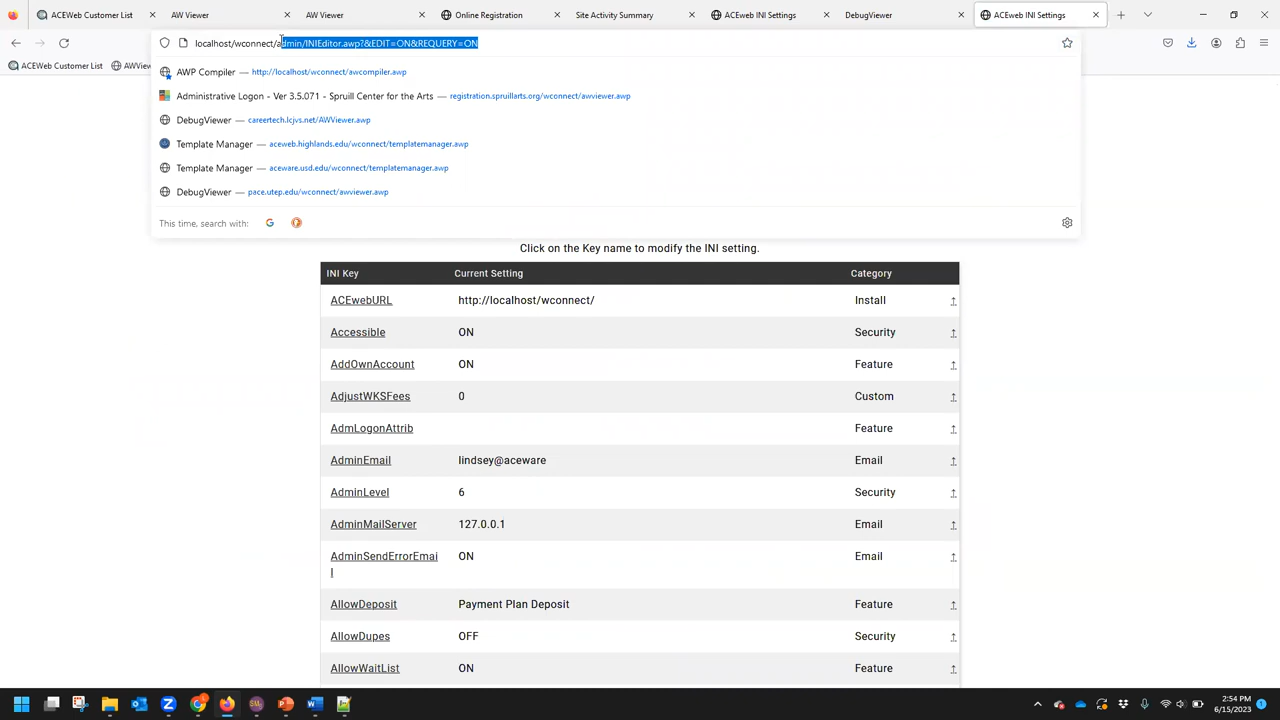 ACEWeb Customer List
AW Viewer
AW Viewer
Online Registration
Site Activity Summary
ACEweb INI Settings
DebugViewer
ACEweb INI Settings
localhost/wconnect/admin/INIEditor.awp?&EDIT=ON&REQUERY=ON
ACEWeb Customer List
AWP Compiler — http://localhost/wconnect/awcompiler.awp
Administrative Logon - Ver 3.5.071 - Spruill Center for the Arts — registration.spruillarts.org/wconnect/awviewer.awp
DebugViewer — careertech.lcjvs.net/AWViewer.awp
Template Manager — aceweb.highlands.edu/wconnect/templatemanager.awp
Template Manager — aceware.usd.edu/wconnect/templatemanager.awp
DebugViewer — pace.utep.edu/wconnect/awviewer.awp
This time, search with:
Click on the Key name to modify the INI setting.
INI Key Current Setting Category
ACEwebURL http://localhost/wconnect/ Install ↑
Accessible ON Security ↑
AddOwnAccount ON Feature ↑
AdjustWKSFees 0 Custom ↑
AdmLogonAttrib Feature ↑
AdminEmail lindsey@aceware Email ↑
AdminLevel 6 Security ↑
AdminMailServer 127.0.0.1 Email ↑
AdminSendErrorEmai ON Email ↑
l
AllowDeposit Payment Plan Deposit Feature ↑
AllowDupes OFF Security ↑
AllowWaitList ON Feature ↑
2:54 PM
6/15/2023